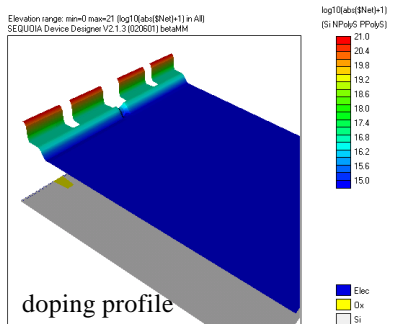 Elevation range: min=0 max=21 (log10(abs($Net)+1) in All)
SEQUOIA Device Designer V2.1.3 (020601) betaMM
log10(abs($Net)+1)
(Si NPolyS PPolyS)
21.0
20.4
19.8
19.2
18.6
18.0
17.4
16.8
16.2
15.6
15.0
doping profile
Elec
Ox
Si